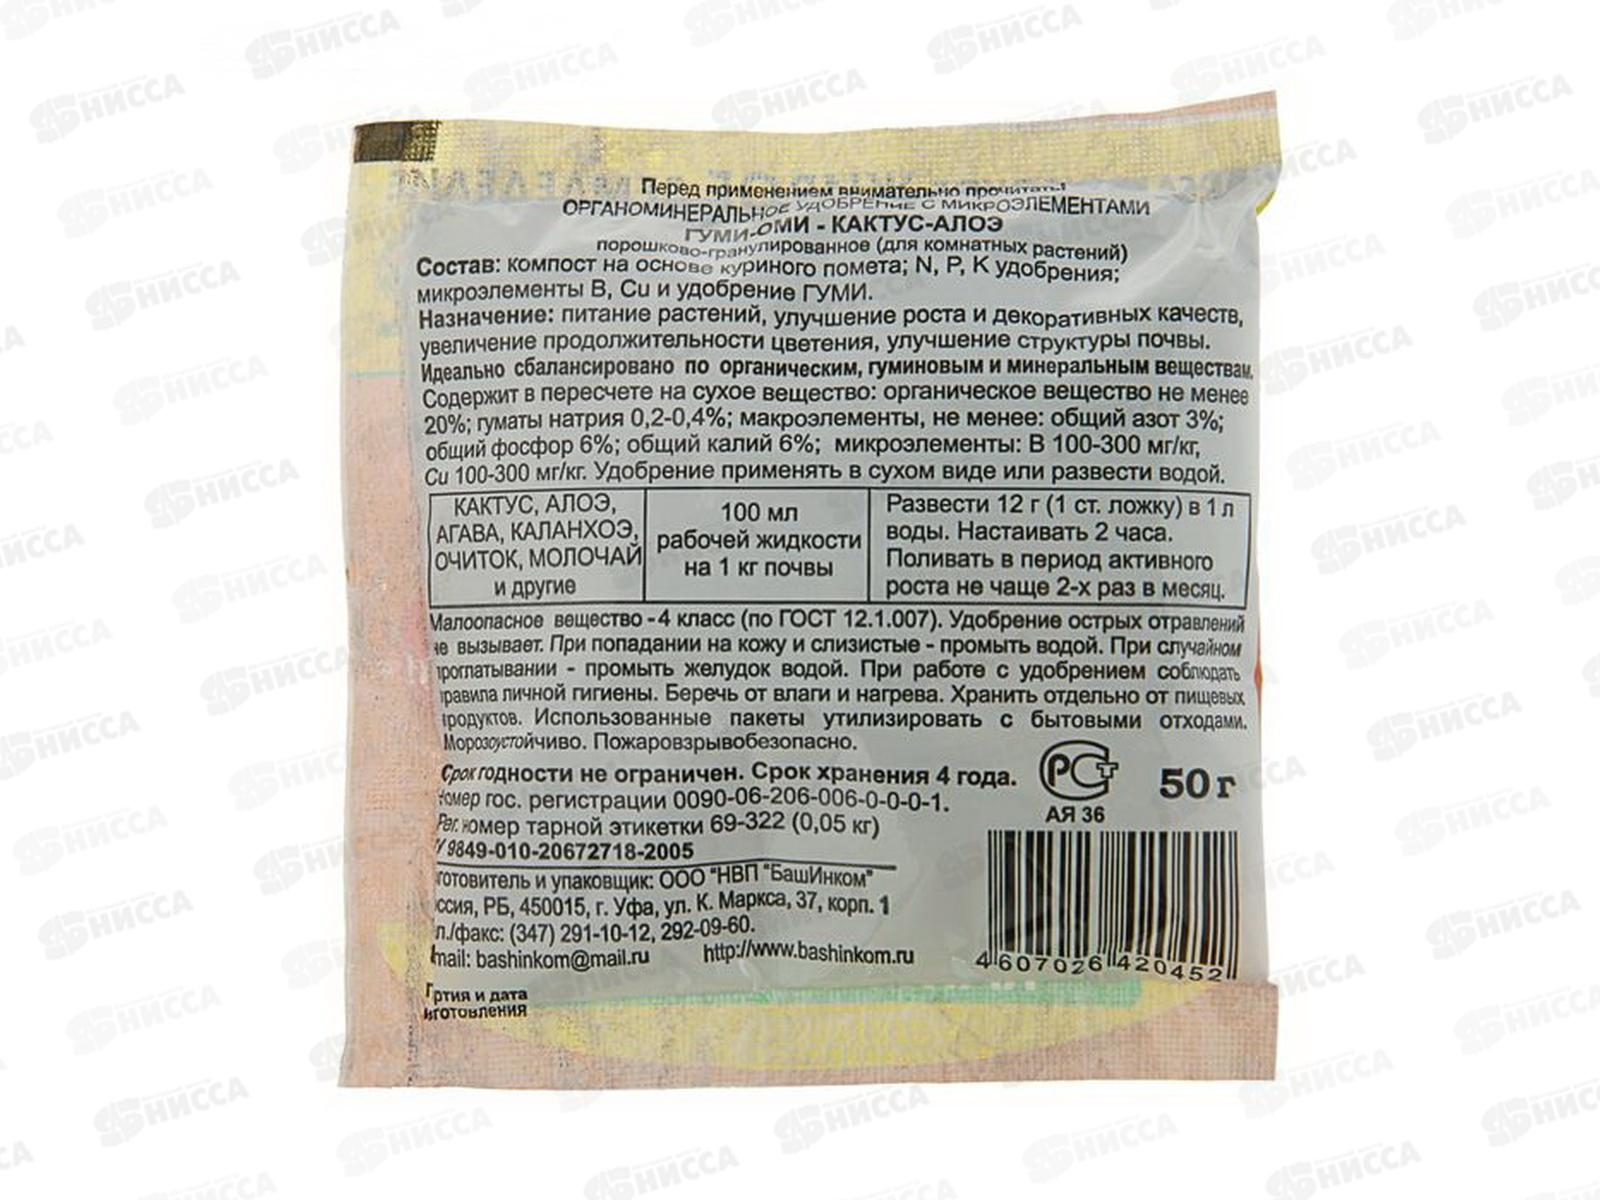 Перед применением внимательно прочитать!
ОРГАНОМИНЕРАЛЬНОЕ УДОБРЕНИЕ С МИКРОЭЛЕМЕНТАМИ
ГУМИ-ОМИ - КАКТУС-АЛОЭ
порошково-гранулированное (для комнатных растений)
Состав: компост на основе куриного помета; N, P, K удобрения;
микроэлементы B, Cu и удобрение ГУМИ.
Назначение: питание растений, улучшение роста и декоративных качеств,
увеличение продолжительности цветения, улучшение структуры почвы.
Идеально сбалансировано по органическим, гуминовым и минеральным веществам.
Содержит в пересчете на сухое вещество: органическое вещество не менее
20%; гуматы натрия 0,2-0,4%; макроэлементы, не менее: общий азот 3%;
общий фосфор 6%; общий калий 6%; микроэлементы: B 100-300 мг/кг,
Cu 100-300 мг/кг. Удобрение применять в сухом виде или развести водой.
КАКТУС, АЛОЭ,
АГАВА, КАЛАНХОЭ,
ОЧИТОК, МОЛОЧАЙ
и другие
100 мл
рабочей жидкости
на 1 кг почвы
Развести 12 г (1 ст. ложку) в 1 л
воды. Настаивать 2 часа.
Поливать в период активного
роста не чаще 2-х раз в месяц.
Малоопасное вещество - 4 класс (по ГОСТ 12.1.007). Удобрение острых отравлений
не вызывает. При попадании на кожу и слизистые - промыть водой. При случайном
проглатывании - промыть желудок водой. При работе с удобрением соблюдать
правила личной гигиены. Беречь от влаги и нагрева. Хранить отдельно от пищевых
продуктов. Использованные пакеты утилизировать с бытовыми отходами.
Морозоустойчиво. Пожаровзрывобезопасно.
Срок годности не ограничен. Срок хранения 4 года.
Номер гос. регистрации 0090-06-206-006-0-0-0-1.
Рег. номер тарной этикетки 69-322 (0,05 кг)
У 9849-010-20672718-2005
готовитель и упаковщик: ООО "НВП "БашИнком"
ссия, РБ, 450015, г. Уфа, ул. К. Маркса, 37, корп. 1
л./факс: (347) 291-10-12, 292-09-60.
mail: bashinkom@mail.ru http://www.bashinkom.ru
ртия и дата
зготовления
РСТ
АЯ 36
50 г
4 607026 420452
НИССА